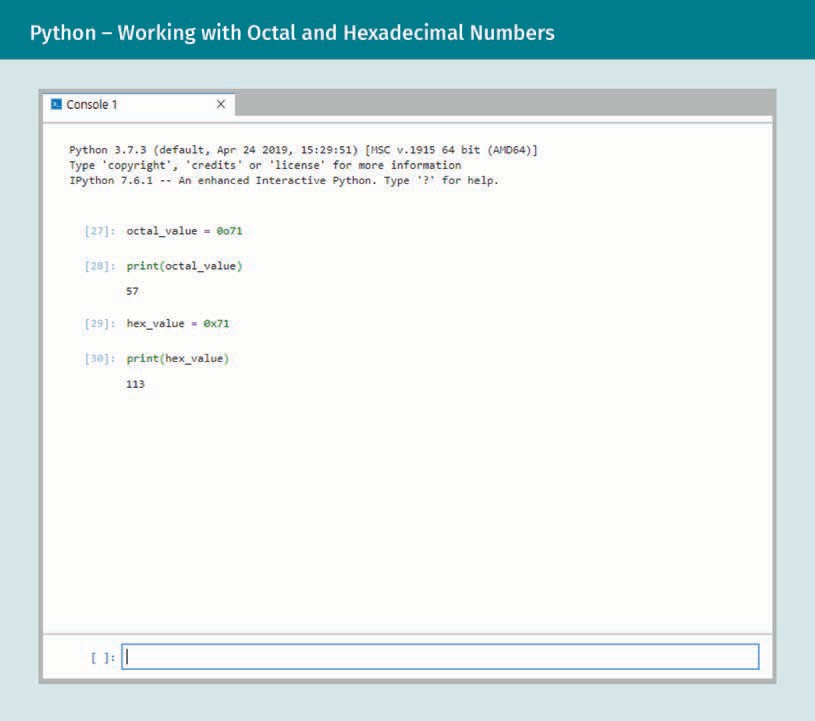 Python – Working with Octal and Hexadecimal Numbers
Console 1
Python 3.7.3 (default, Apr 24 2019, 15:29:51) [MSC v.1915 64 bit (AMD64)]
Type 'copyright', 'credits' or 'license' for more information
IPython 7.6.1 -- An enhanced Interactive Python. Type '?' for help.
[27]: octal_value = 0o71
[28]: print(octal_value)
57
[29]: hex_value = 0x71
[30]: print(hex_value)
113
[ ]: